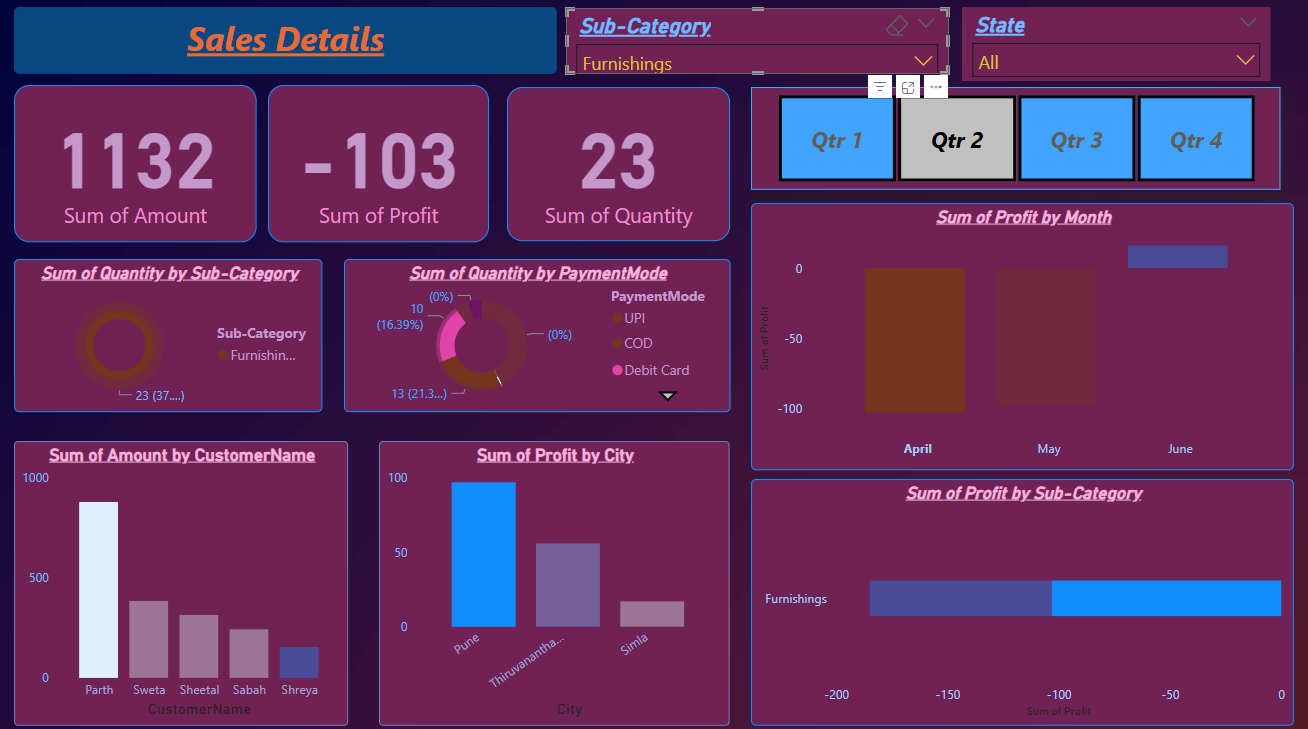 Sales Details
Sub-Category
Furnishings
State
All
Qtr 1
Qtr 2
Qtr 3
Qtr 4
1132
Sum of Amount
-103
Sum of Profit
23
Sum of Quantity
Sum of Quantity by Sub-Category
Sub-Category
Furnishin...
23 (37....)
Sum of Quantity by PaymentMode
(0%)
10
(16.39%)
(0%)
13 (21.3...)
PaymentMode
UPI
COD
Debit Card
Sum of Profit by Month
Sum of Profit
0
-50
-100
April
May
June
Sum of Amount by CustomerName
1000
500
0
Parth
Sweta
Sheetal
Sabah
Shreya
CustomerName
Sum of Profit by City
100
50
0
Pune
Thiruvanantha...
Simla
City
Sum of Profit by Sub-Category
Furnishings
-200
-150
-100
-50
0
Sum of Profit